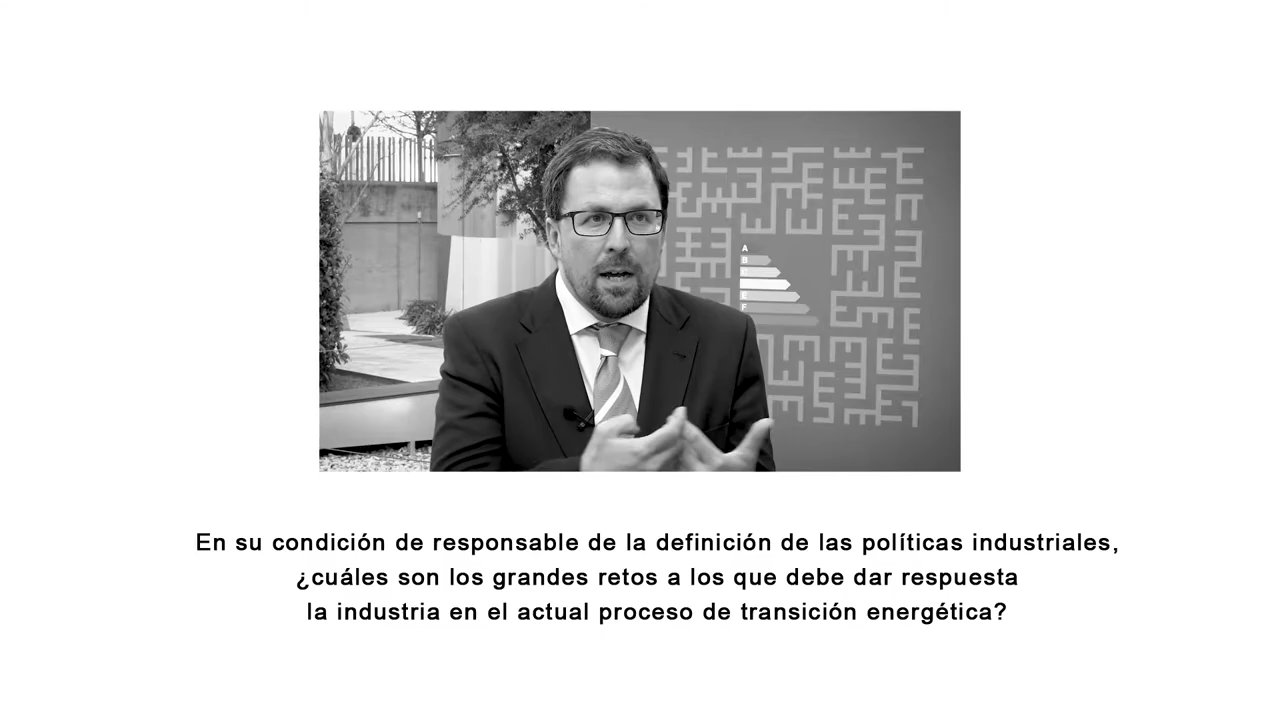 A
B
C
E
F
En su condición de responsable de la definición de las políticas industriales,
¿cuáles son los grandes retos a los que debe dar respuesta
la industria en el actual proceso de transición energética?